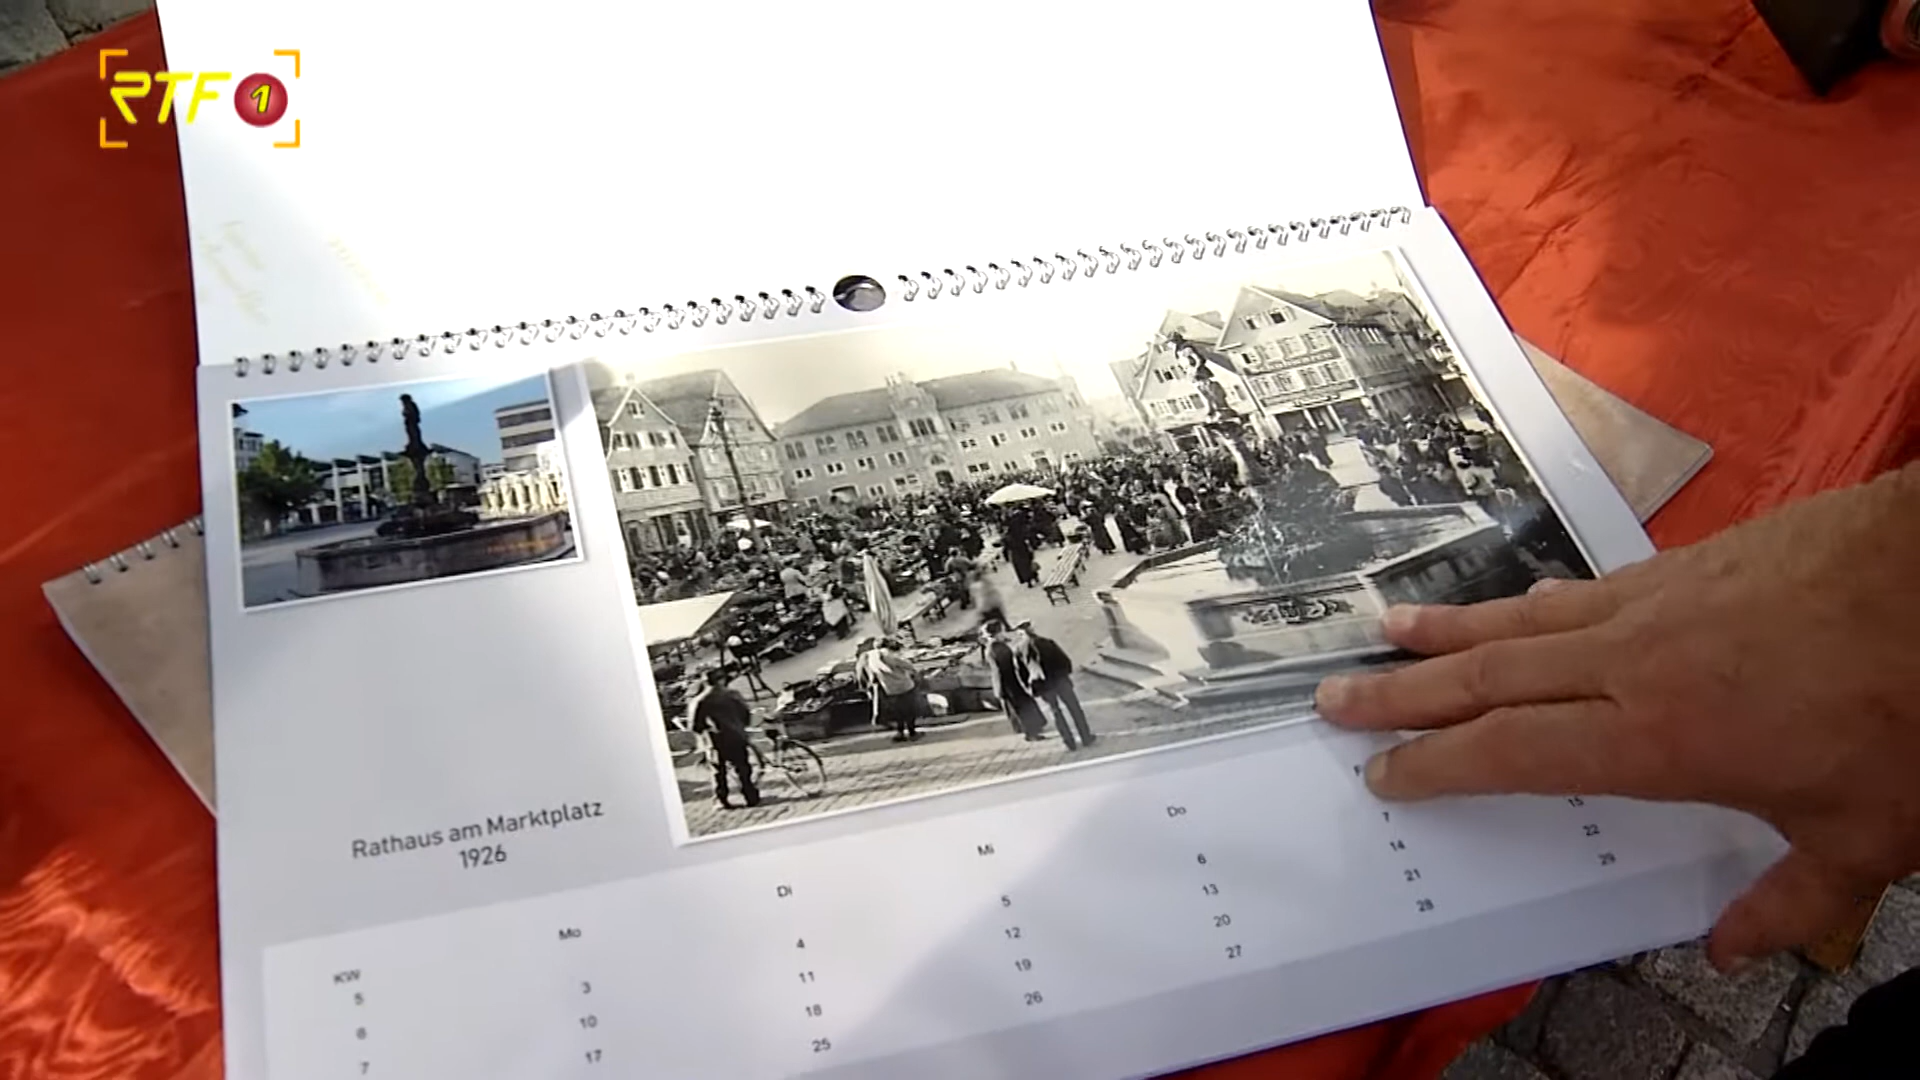 RTF 1
Rathaus am Marktplatz
1926
KW Mo Di Mi Do
5 3 4 5 6 7
6 10 11 12 13 14 15
7 17 18 19 20 21 22
25 26 27 28 29